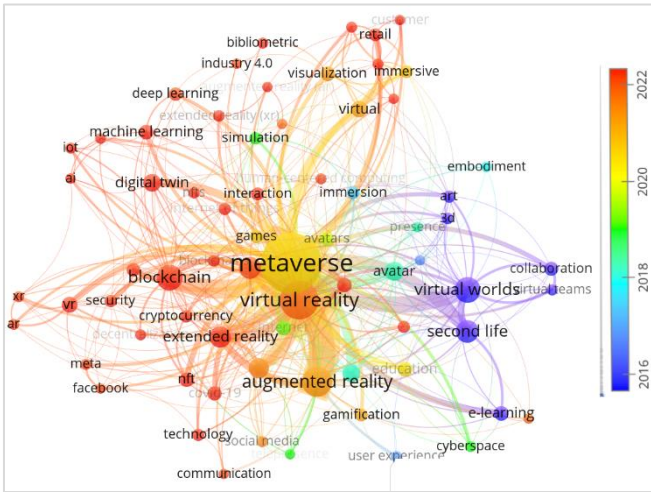 customer
retail
bibliometric
industry 4.0
visualization
immersive
deep learning
virtual
extended reality (xr)
machine learning
simulation
iot
embodiment
ai
digital twin
interaction
immersion
art
3d
games
avatars
presence
metaverse
blockchain
avatar
collaboration
virtual worlds
virtual teams
virtual reality
xr
vr
security
ar
cryptocurrency
second life
extended reality
meta
education
facebook
nft
augmented reality
covid-19
gamification
e-learning
technology
social media
cyberspace
user experience
communication
2022
2020
2018
2016